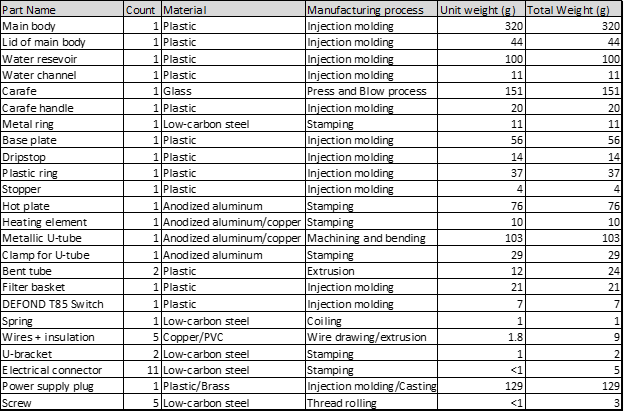 Part Name Count Material Manufacturing process Unit weight (g) Total Weight (g)
Main body 1 Plastic Injection molding 320 320
Lid of main body 1 Plastic Injection molding 44 44
Water resevoir 1 Plastic Injection molding 100 100
Water channel 1 Plastic Injection molding 11 11
Carafe 1 Glass Press and Blow process 151 151
Carafe handle 1 Plastic Injection molding 20 20
Metal ring 1 Low-carbon steel Stamping 11 11
Base plate 1 Plastic Injection molding 56 56
Dripstop 1 Plastic Injection molding 14 14
Plastic ring 1 Plastic Injection molding 37 37
Stopper 1 Plastic Injection molding 4 4
Hot plate 1 Anodized aluminum Stamping 76 76
Heating element 1 Anodized aluminum/copper Stamping 10 10
Metallic U-tube 1 Anodized aluminum/copper Machining and bending 103 103
Clamp for U-tube 1 Anodized aluminum Stamping 29 29
Bent tube 2 Plastic Extrusion 12 24
Filter basket 1 Plastic Injection molding 21 21
DEFOND T85 Switch 1 Plastic Injection molding 7 7
Spring 1 Low-carbon steel Coiling 1 1
Wires + insulation 5 Copper/PVC Wire drawing/extrusion 1.8 9
U-bracket 2 Low-carbon steel Stamping 1 2
Electrical connector 11 Low-carbon steel Stamping <1 5
Power supply plug 1 Plastic/Brass Injection molding/Casting 129 129
Screw 5 Low-carbon steel Thread rolling <1 3